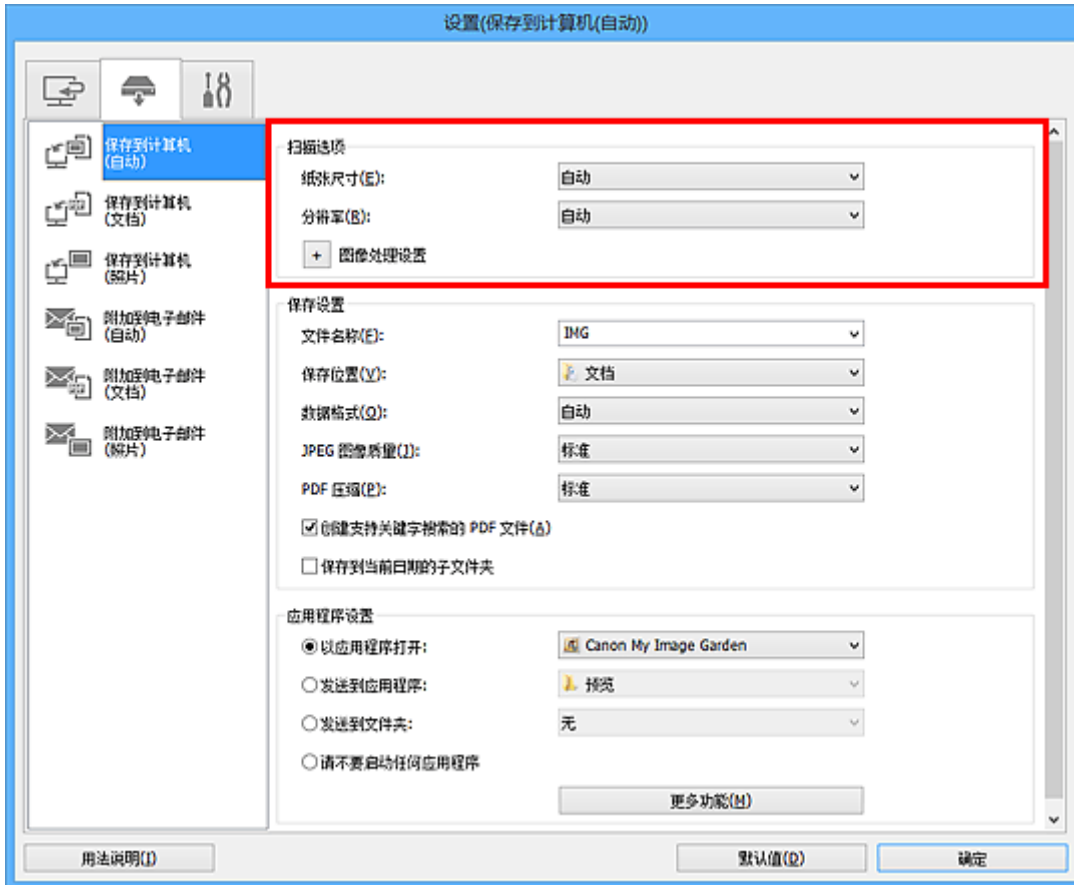 设置(保存到计算机(自动))
保存到计算机
(自动)
保存到计算机
(文档)
保存到计算机
(照片)
附加到电子邮件
(自动)
附加到电子邮件
(文档)
附加到电子邮件
(照片)
扫描选项
纸张尺寸(E): 自动
分辨率(R): 自动
+ 图像处理设置
保存设置
文件名称(F): IMG
保存位置(V): 文档
数据格式(O): 自动
JPEG 图像质量(J): 标准
PDF 压缩(P): 标准
创建支持关键字搜索的 PDF 文件(A)
保存到当前日期的子文件夹
应用程序设置
以应用程序打开: Canon My Image Garden
发送到应用程序: 预览
发送到文件夹: 无
请不要启动任何应用程序
更多功能(M)
用法说明(I) 默认值(D) 确定